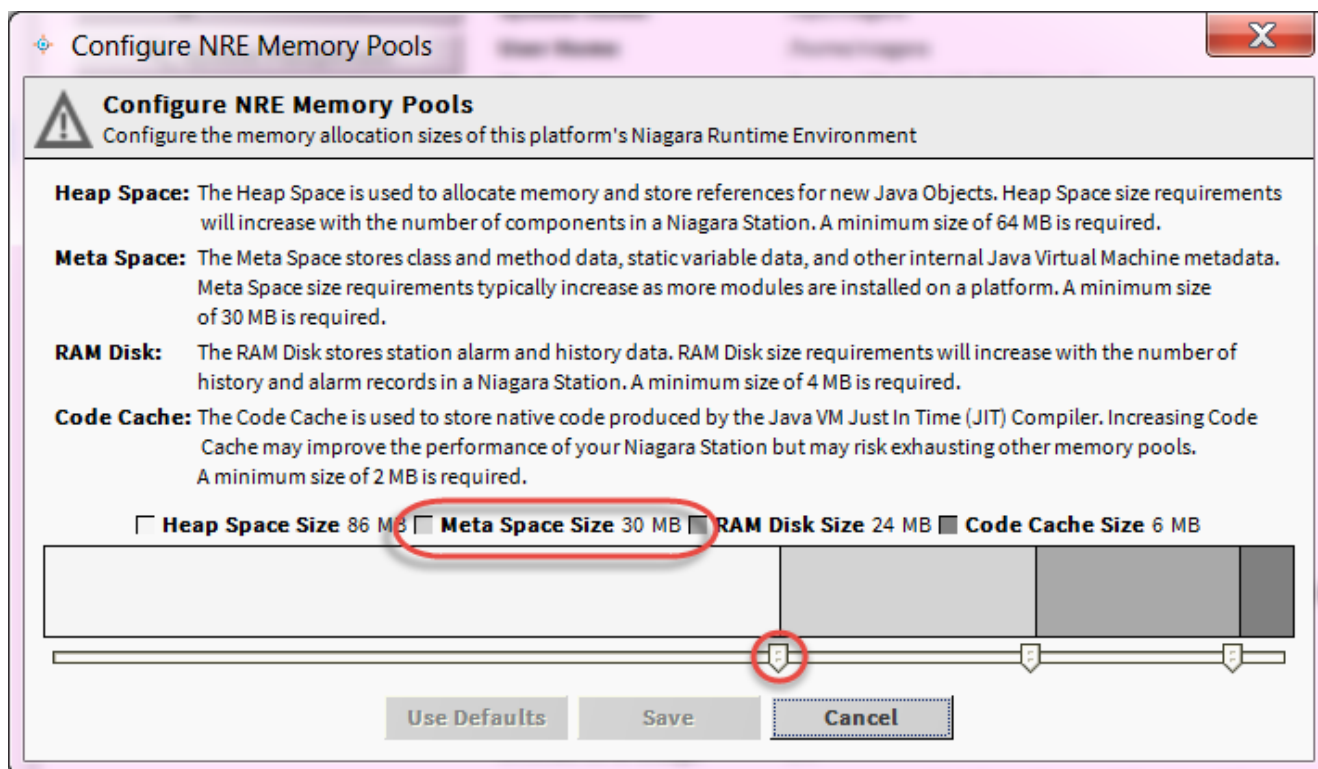 Configure NRE Memory Pools
X
Configure NRE Memory Pools
Configure the memory allocation sizes of this platform's Niagara Runtime Environment
Heap Space: The Heap Space is used to allocate memory and store references for new Java Objects. Heap Space size requirements
will increase with the number of components in a Niagara Station. A minimum size of 64 MB is required.
Meta Space: The Meta Space stores class and method data, static variable data, and other internal Java Virtual Machine metadata.
Meta Space size requirements typically increase as more modules are installed on a platform. A minimum size
of 30 MB is required.
RAM Disk: The RAM Disk stores station alarm and history data. RAM Disk size requirements will increase with the number of
history and alarm records in a Niagara Station. A minimum size of 4 MB is required.
Code Cache: The Code Cache is used to store native code produced by the Java VM Just In Time (JIT) Compiler. Increasing Code
Cache may improve the performance of your Niagara Station but may risk exhausting other memory pools.
A minimum size of 2 MB is required.
Heap Space Size 86 MB Meta Space Size 30 MB RAM Disk Size 24 MB Code Cache Size 6 MB
Use Defaults Save Cancel